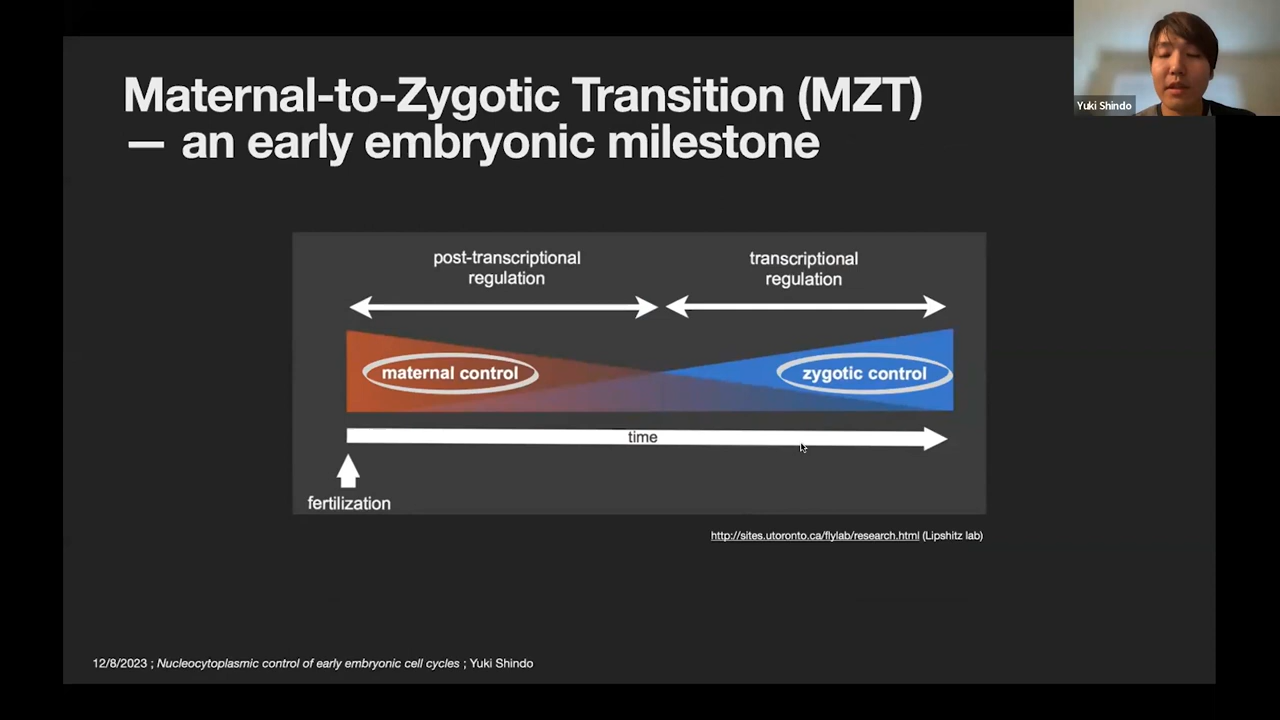 Maternal-to-Zygotic Transition (MZT)
— an early embryonic milestone
Yuki Shindo
post-transcriptional
regulation
transcriptional
regulation
maternal control
zygotic control
time
fertilization
http://sites.utoronto.ca/flylab/research.html (Lipshitz lab)
12/8/2023 ; Nucleocytoplasmic control of early embryonic cell cycles ; Yuki Shindo